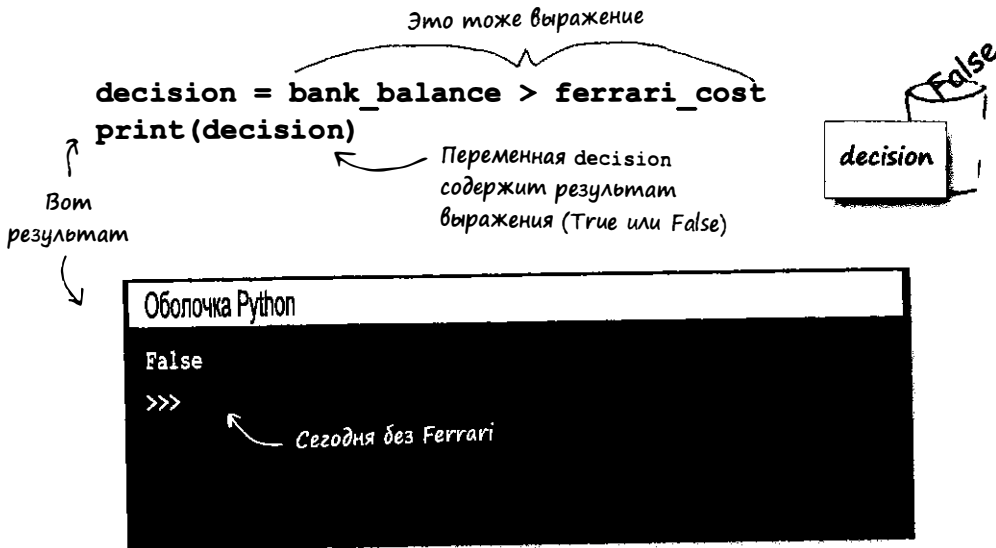 Это тоже выражение
decision = bank_balance > ferrari_cost
print(decision)
False
decision
Переменная decision
содержит результат
выражения (True или False)
Вот
результат
Оболочка Python
False
>>>
Сегодня без Ferrari